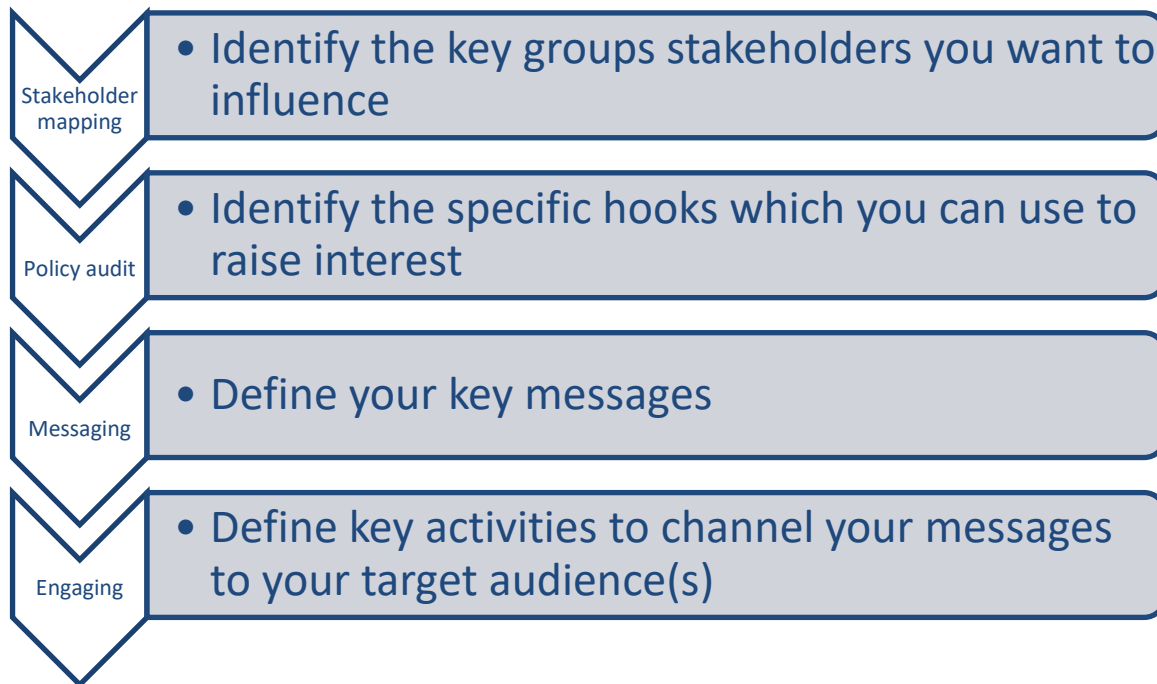 Stakeholder
mapping
• Identify the key groups stakeholders you want to
influence
Policy audit
• Identify the specific hooks which you can use to
raise interest
Messaging
• Define your key messages
Engaging
• Define key activities to channel your messages
to your target audience(s)